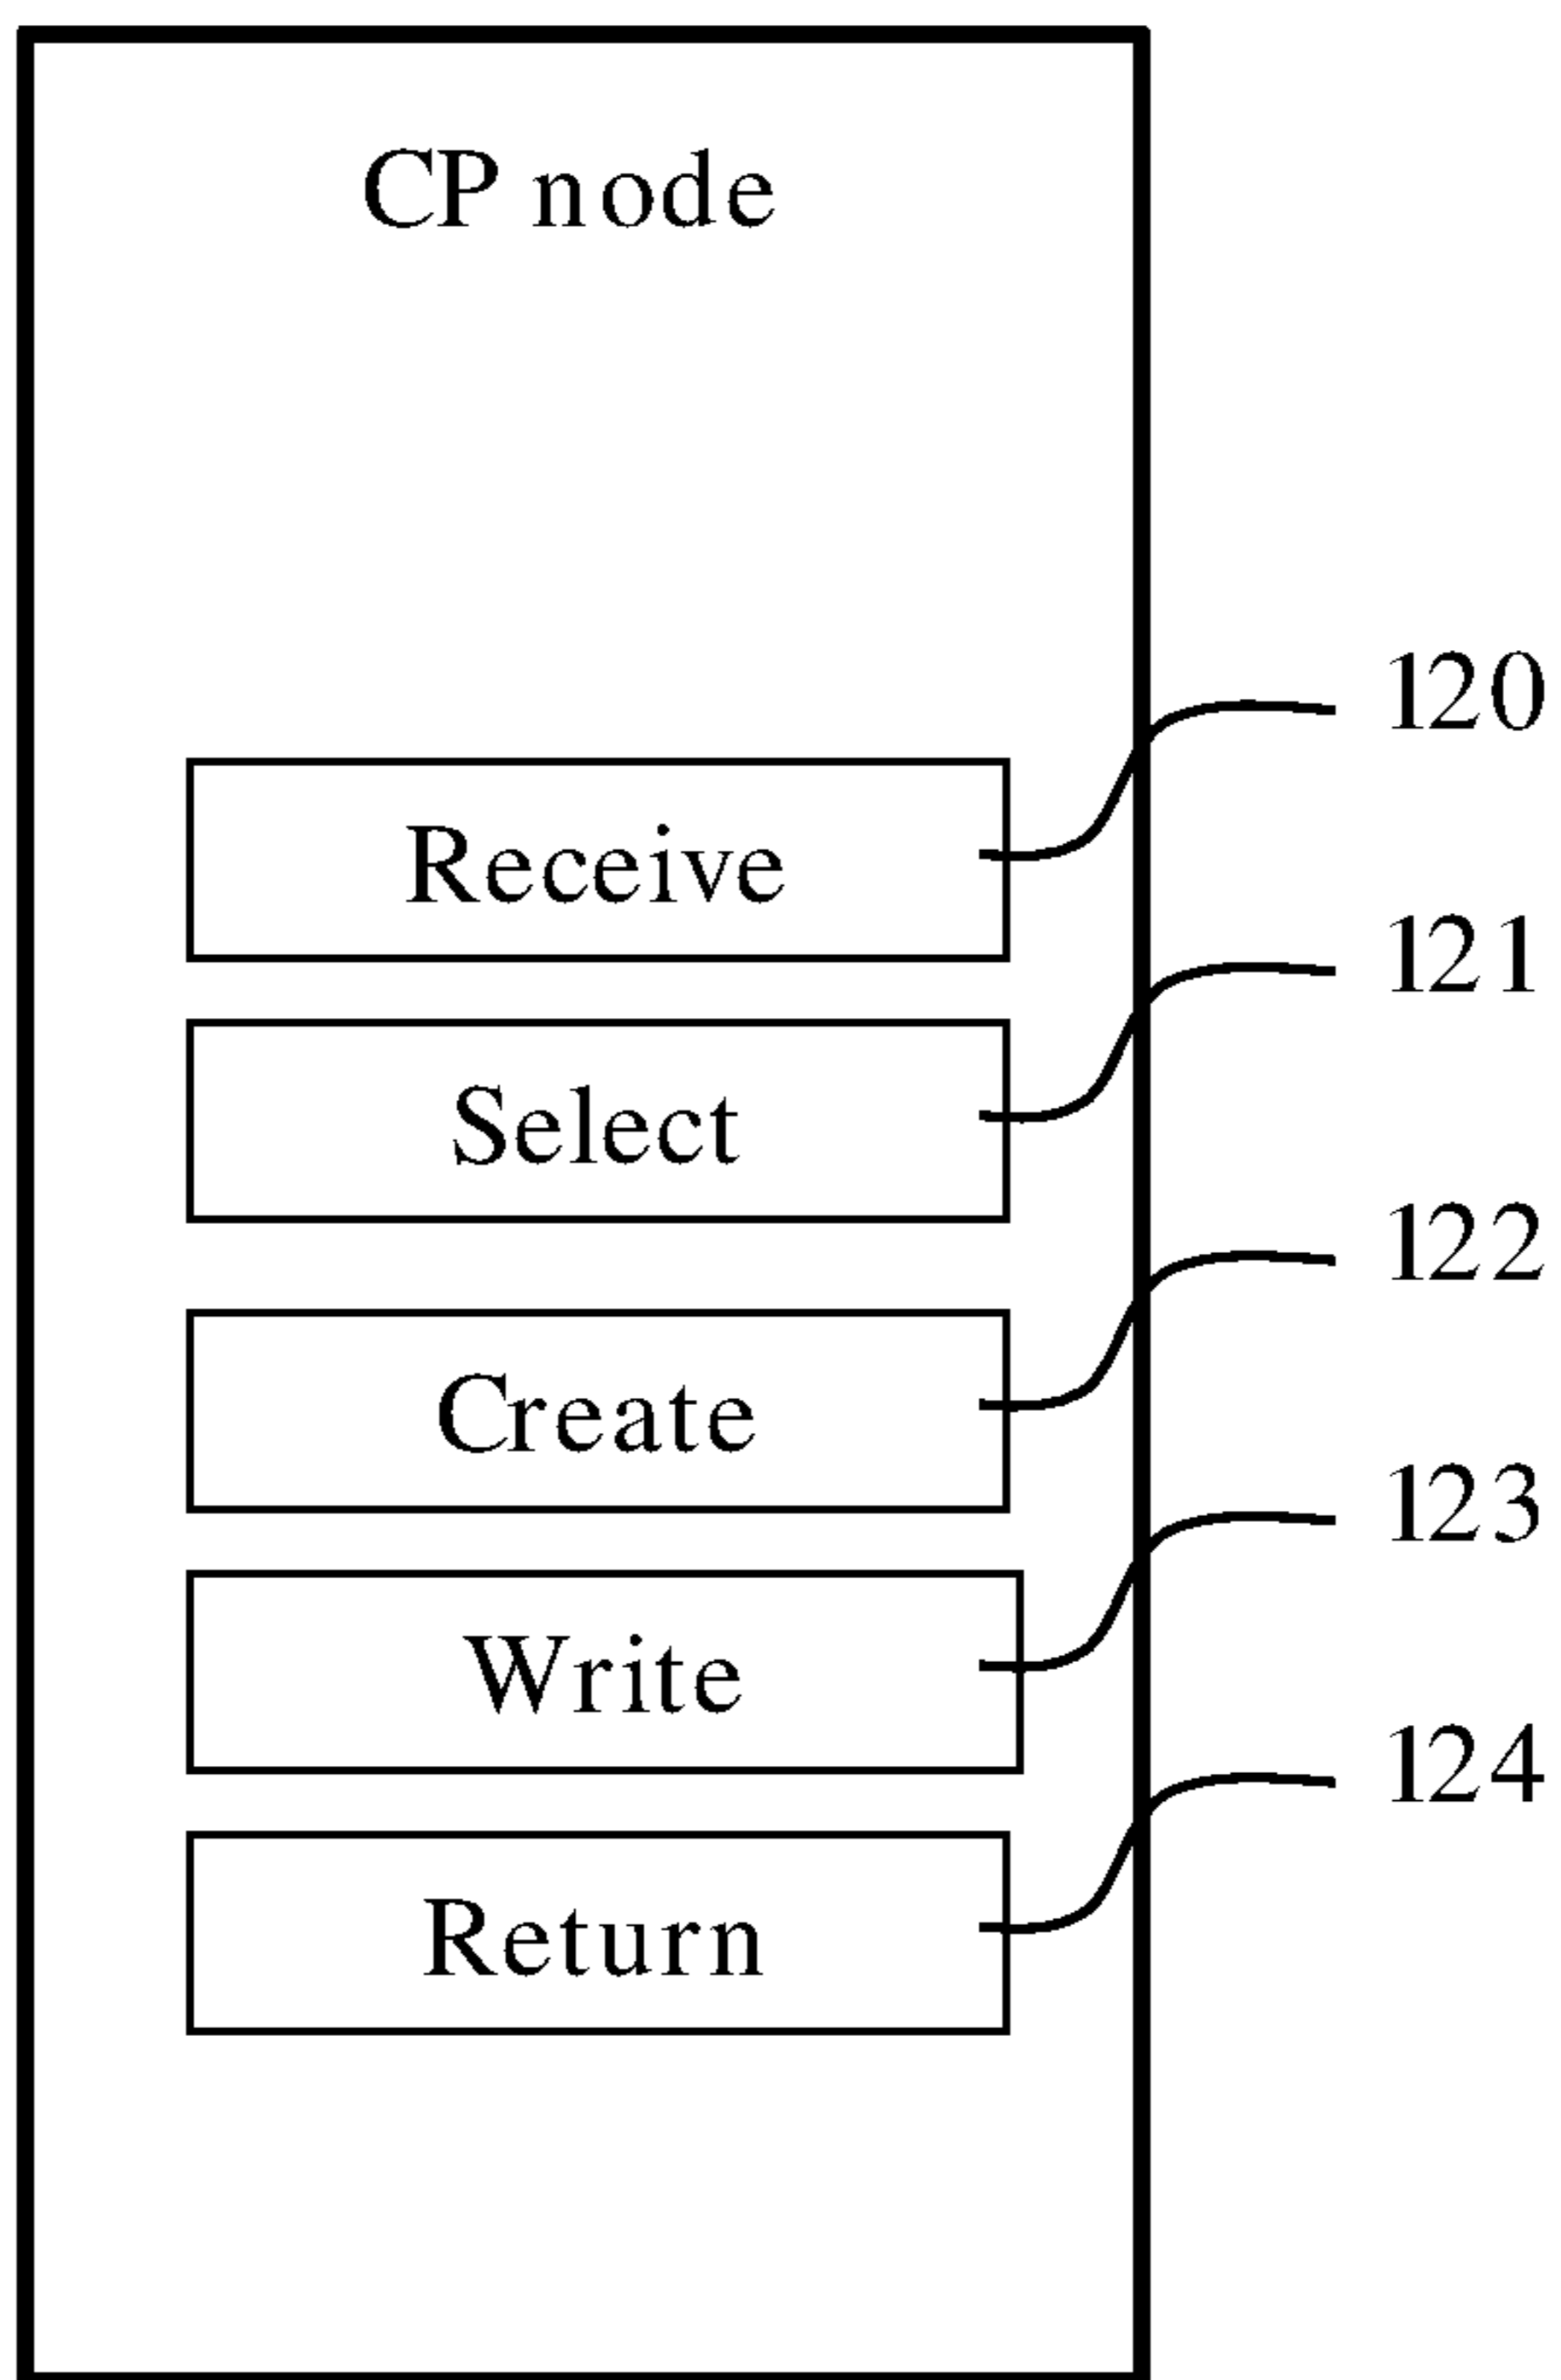 CP node
120
Receive
121
Select
122
Create
123
Write
124
Return